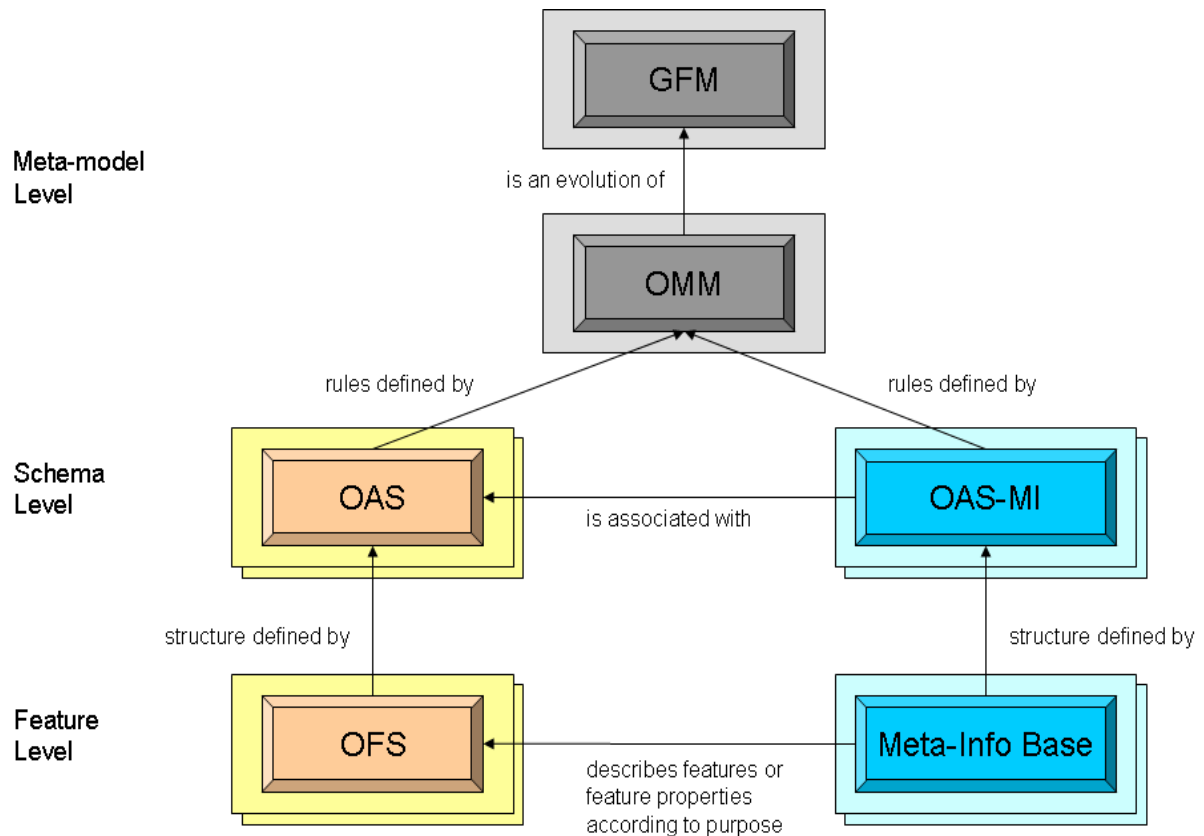 GFM
Meta-model
Level
is an evolution of
OMM
rules defined by
rules defined by
Schema
Level
OAS
OAS-MI
is associated with
structure defined by
structure defined by
Feature
Level
OFS
Meta-Info Base
describes features or
feature properties
according to purpose